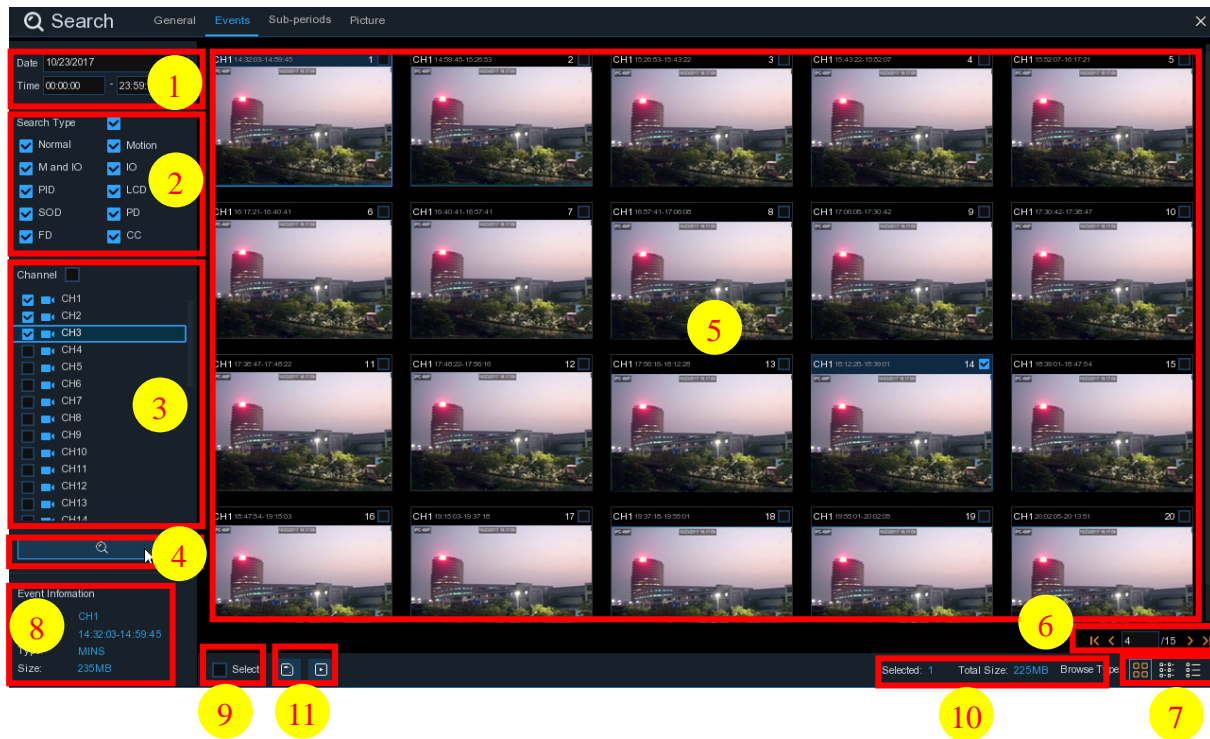 Search General Events Sub-periods Picture
Date 10/23/2017
Time 00:00:00 - 23:59:
1
Search Type
Normal Motion
M and IO IO
PID LCD
SOD PD
FD CC
2
Channel
CH1
CH2
CH3
CH4
CH5
CH6
CH7
CH8
CH9
CH10
CH11
CH12
CH13
CH14
3
4
Event Infomation
CH1
14:32:03-14:59:45
MINS
Size: 235MB
8
CH1 14:32:03-14:59:45 1
CH1 14:59:45-15:26:53 2
CH1 15:26:53-15:43:22 3
CH1 15:43:22-15:52:07 4
CH1 15:52:07-16:17:21 5
CH1 16:17:21-16:40:41 6
CH1 16:40:41-16:57:41 7
CH1 16:57:41-17:06:08 8
CH1 17:06:08-17:30:42 9
CH1 17:30:42-17:38:47 10
5
CH1 17:38:47-17:48:22 11
CH1 17:48:22-17:56:16 12
CH1 17:56:16-18:12:28 13
CH1 18:12:28-18:39:01 14
CH1 18:39:01-18:47:54 15
CH1 18:47:54-19:15:03 16
CH1 19:15:03-19:37:18 17
CH1 19:37:18-19:55:01 18
CH1 19:55:01-20:02:05 19
CH1 20:02:05-20:13:51 20
6
4 /15
Select
Selected: 1 Total Size: 225MB Browse Type
9
11
10
7